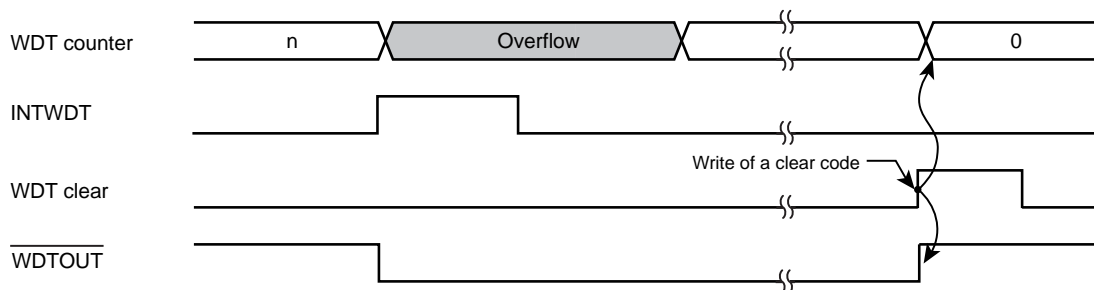 WDT counter
n
Overflow
0
INTWDT
Write of a clear code
WDT clear
WDTOUT